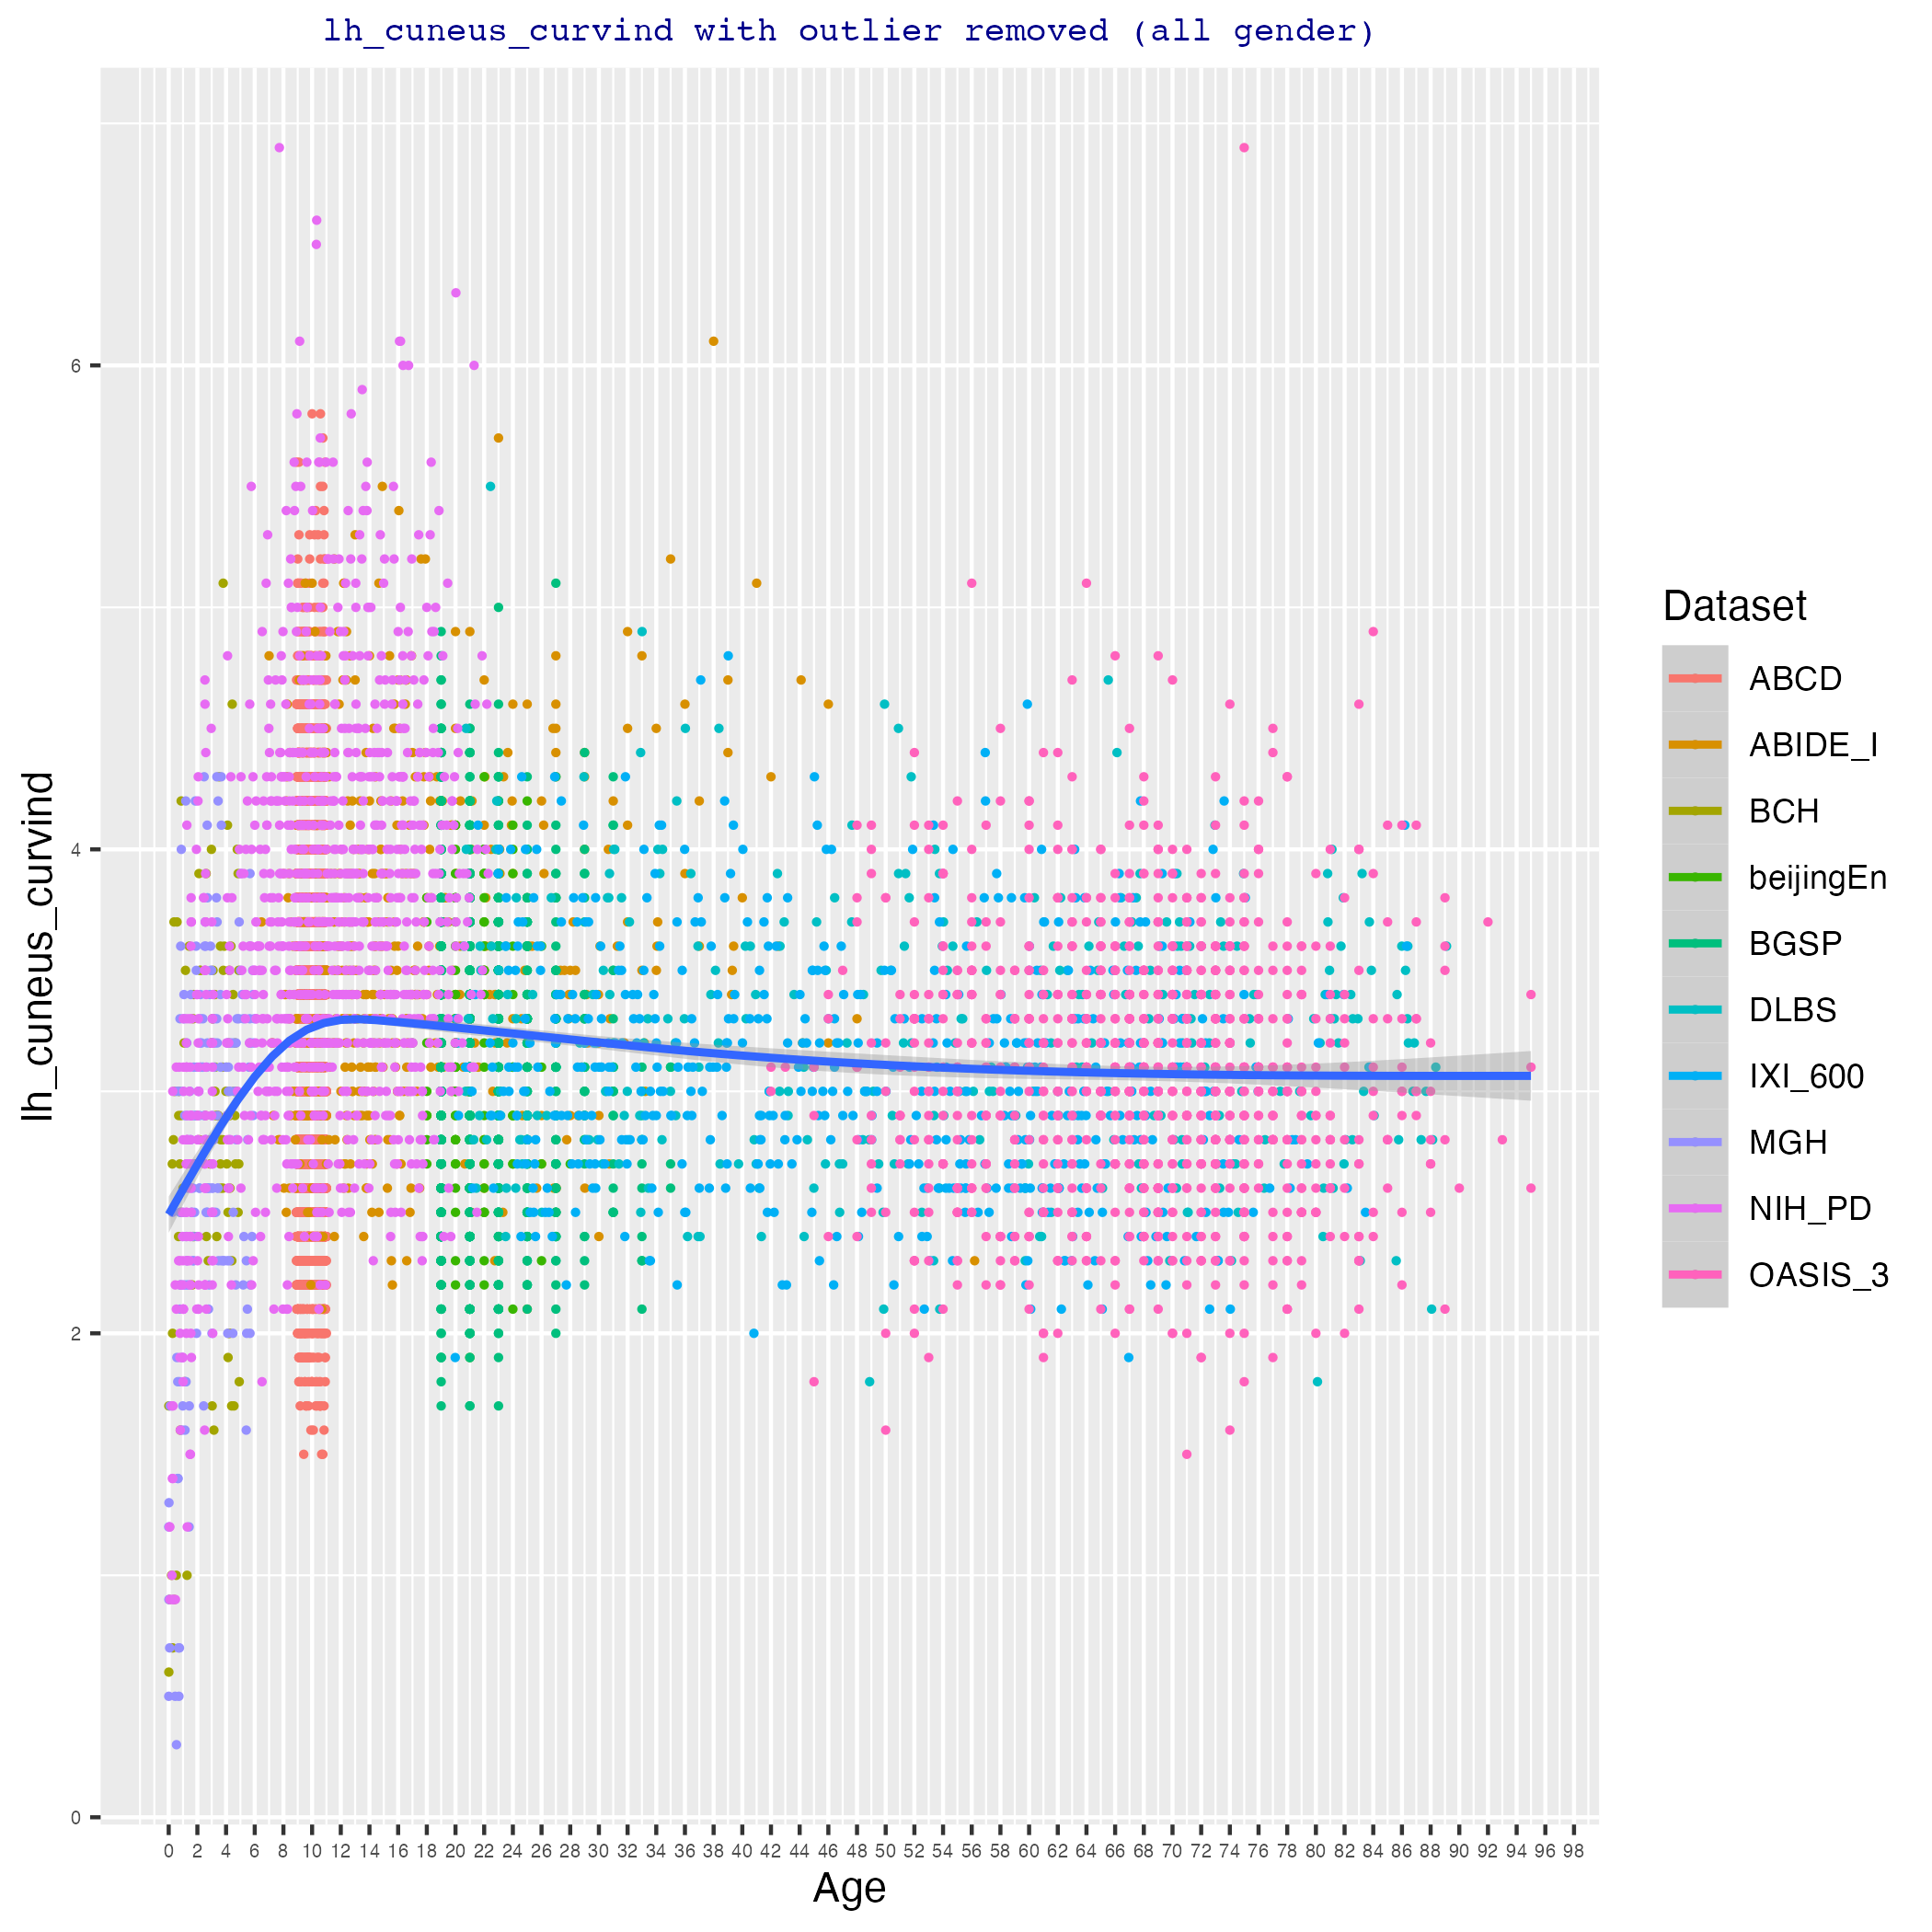 lh_cuneus_curvind with outlier removed (all gender)
lh_cuneus_curvind
6
4
2
0
0 2 4 6 8 10 12 14 16 18 20 22 24 26 28 30 32 34 36 38 40 42 44 46 48 50 52 54 56 58 60 62 64 66 68 70 72 74 76 78 80 82 84 86 88 90 92 94 96 98
Age
Dataset
ABCD
ABIDE_I
BCH
beijingEn
BGSP
DLBS
IXI_600
MGH
NIH_PD
OASIS_3